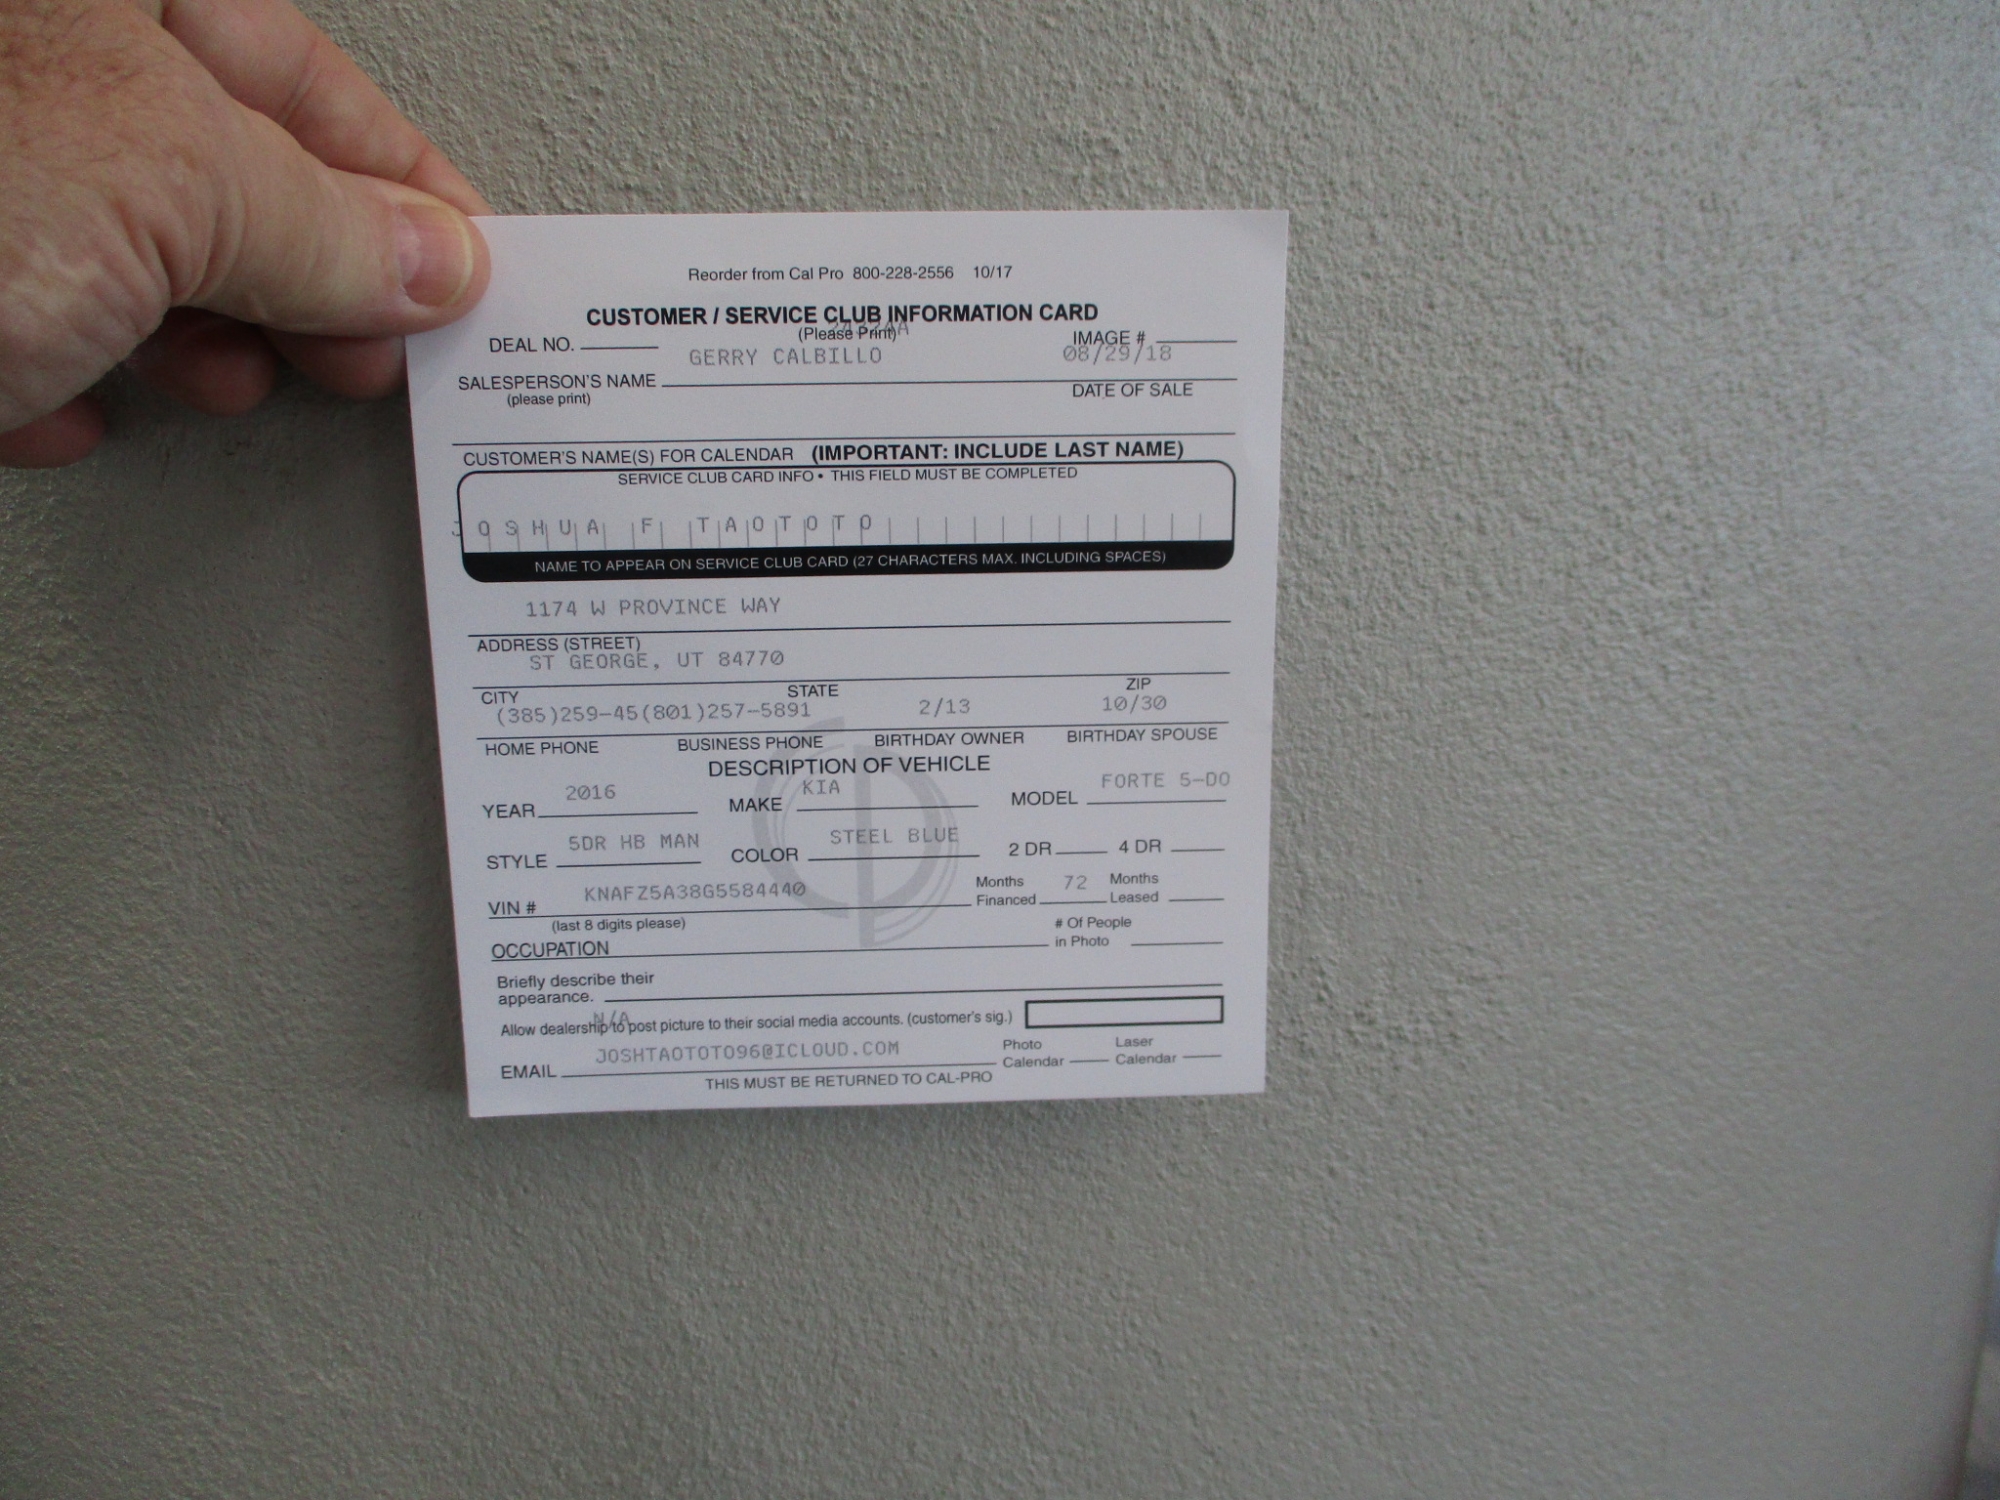 Reorder from Cal Pro 800-228-2556 10/17
CUSTOMER / SERVICE CLUB INFORMATION CARD
(Please Print)
DEAL NO. IMAGE #
GERRY CALBILLO 08/29/18
SALESPERSON'S NAME DATE OF SALE
(please print)
CUSTOMER'S NAME(S) FOR CALENDAR (IMPORTANT: INCLUDE LAST NAME)
SERVICE CLUB CARD INFO • THIS FIELD MUST BE COMPLETED
JOSHUA F TAOTOTO
NAME TO APPEAR ON SERVICE CLUB CARD (27 CHARACTERS MAX. INCLUDING SPACES)
1174 W PROVINCE WAY
ADDRESS (STREET)
ST GEORGE, UT 84770
CITY STATE ZIP
(385)259-45(801)257-5891 2/13 10/30
HOME PHONE BUSINESS PHONE BIRTHDAY OWNER BIRTHDAY SPOUSE
DESCRIPTION OF VEHICLE
YEAR 2016 MAKE KIA MODEL FORTE 5-DO
STYLE 5DR HB MAN COLOR STEEL BLUE 2 DR 4 DR
VIN # KNAFZ5A38G5584440 Months Financed 72 Months Leased
(last 8 digits please)
OCCUPATION # Of People in Photo
Briefly describe their
appearance.
N/A
Allow dealership to post picture to their social media accounts. (customer's sig.)
EMAIL JOSHTAOTOTO96@ICLOUD.COM Photo Calendar Laser Calendar
THIS MUST BE RETURNED TO CAL-PRO